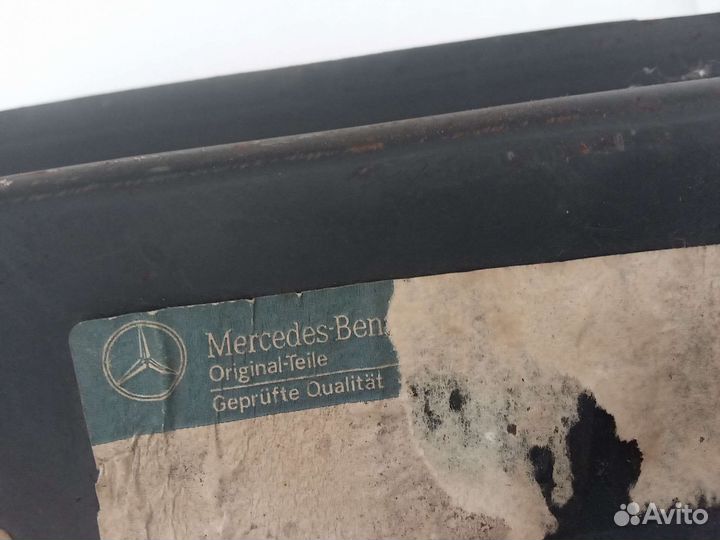 Mercedes-Ben
Original-Teile
Geprüfte Qualität
Avito